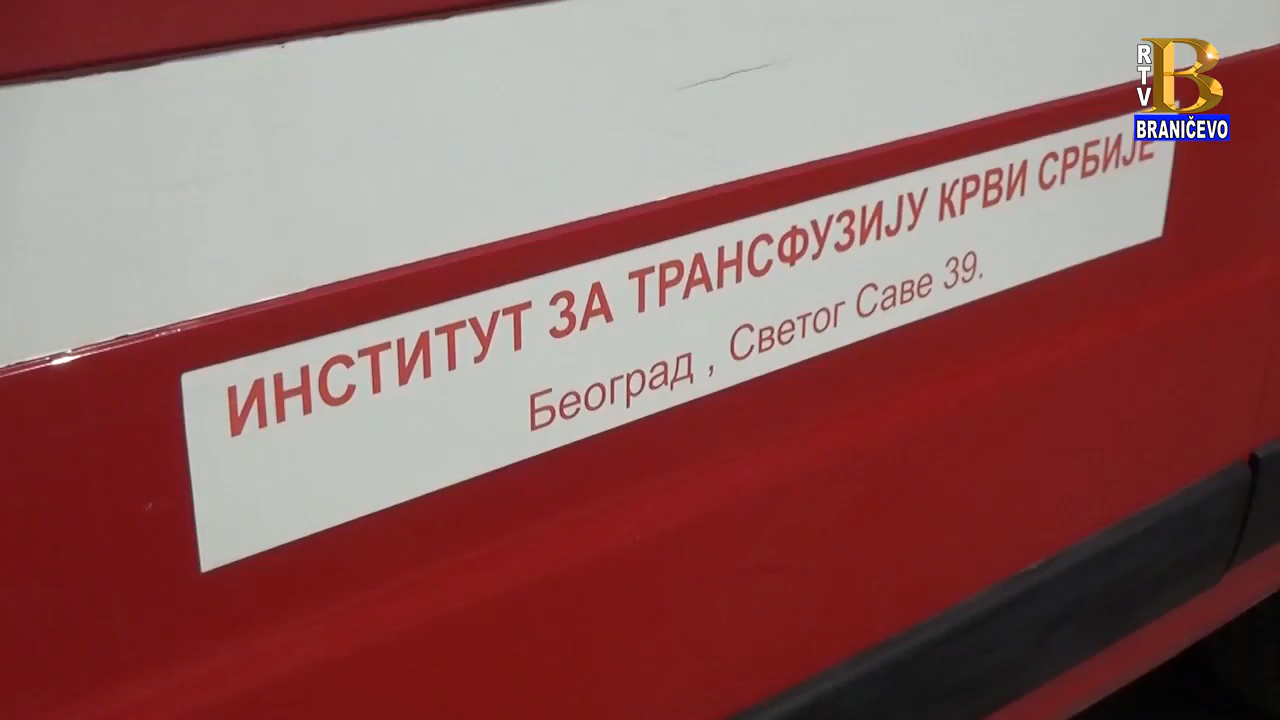 RTV
B
BRANIČEVO
ИНСТИТУТ ЗА ТРАНСФУЗИЈУ КРВИ СРБИЈЕ
Београд , Светог Саве 39.